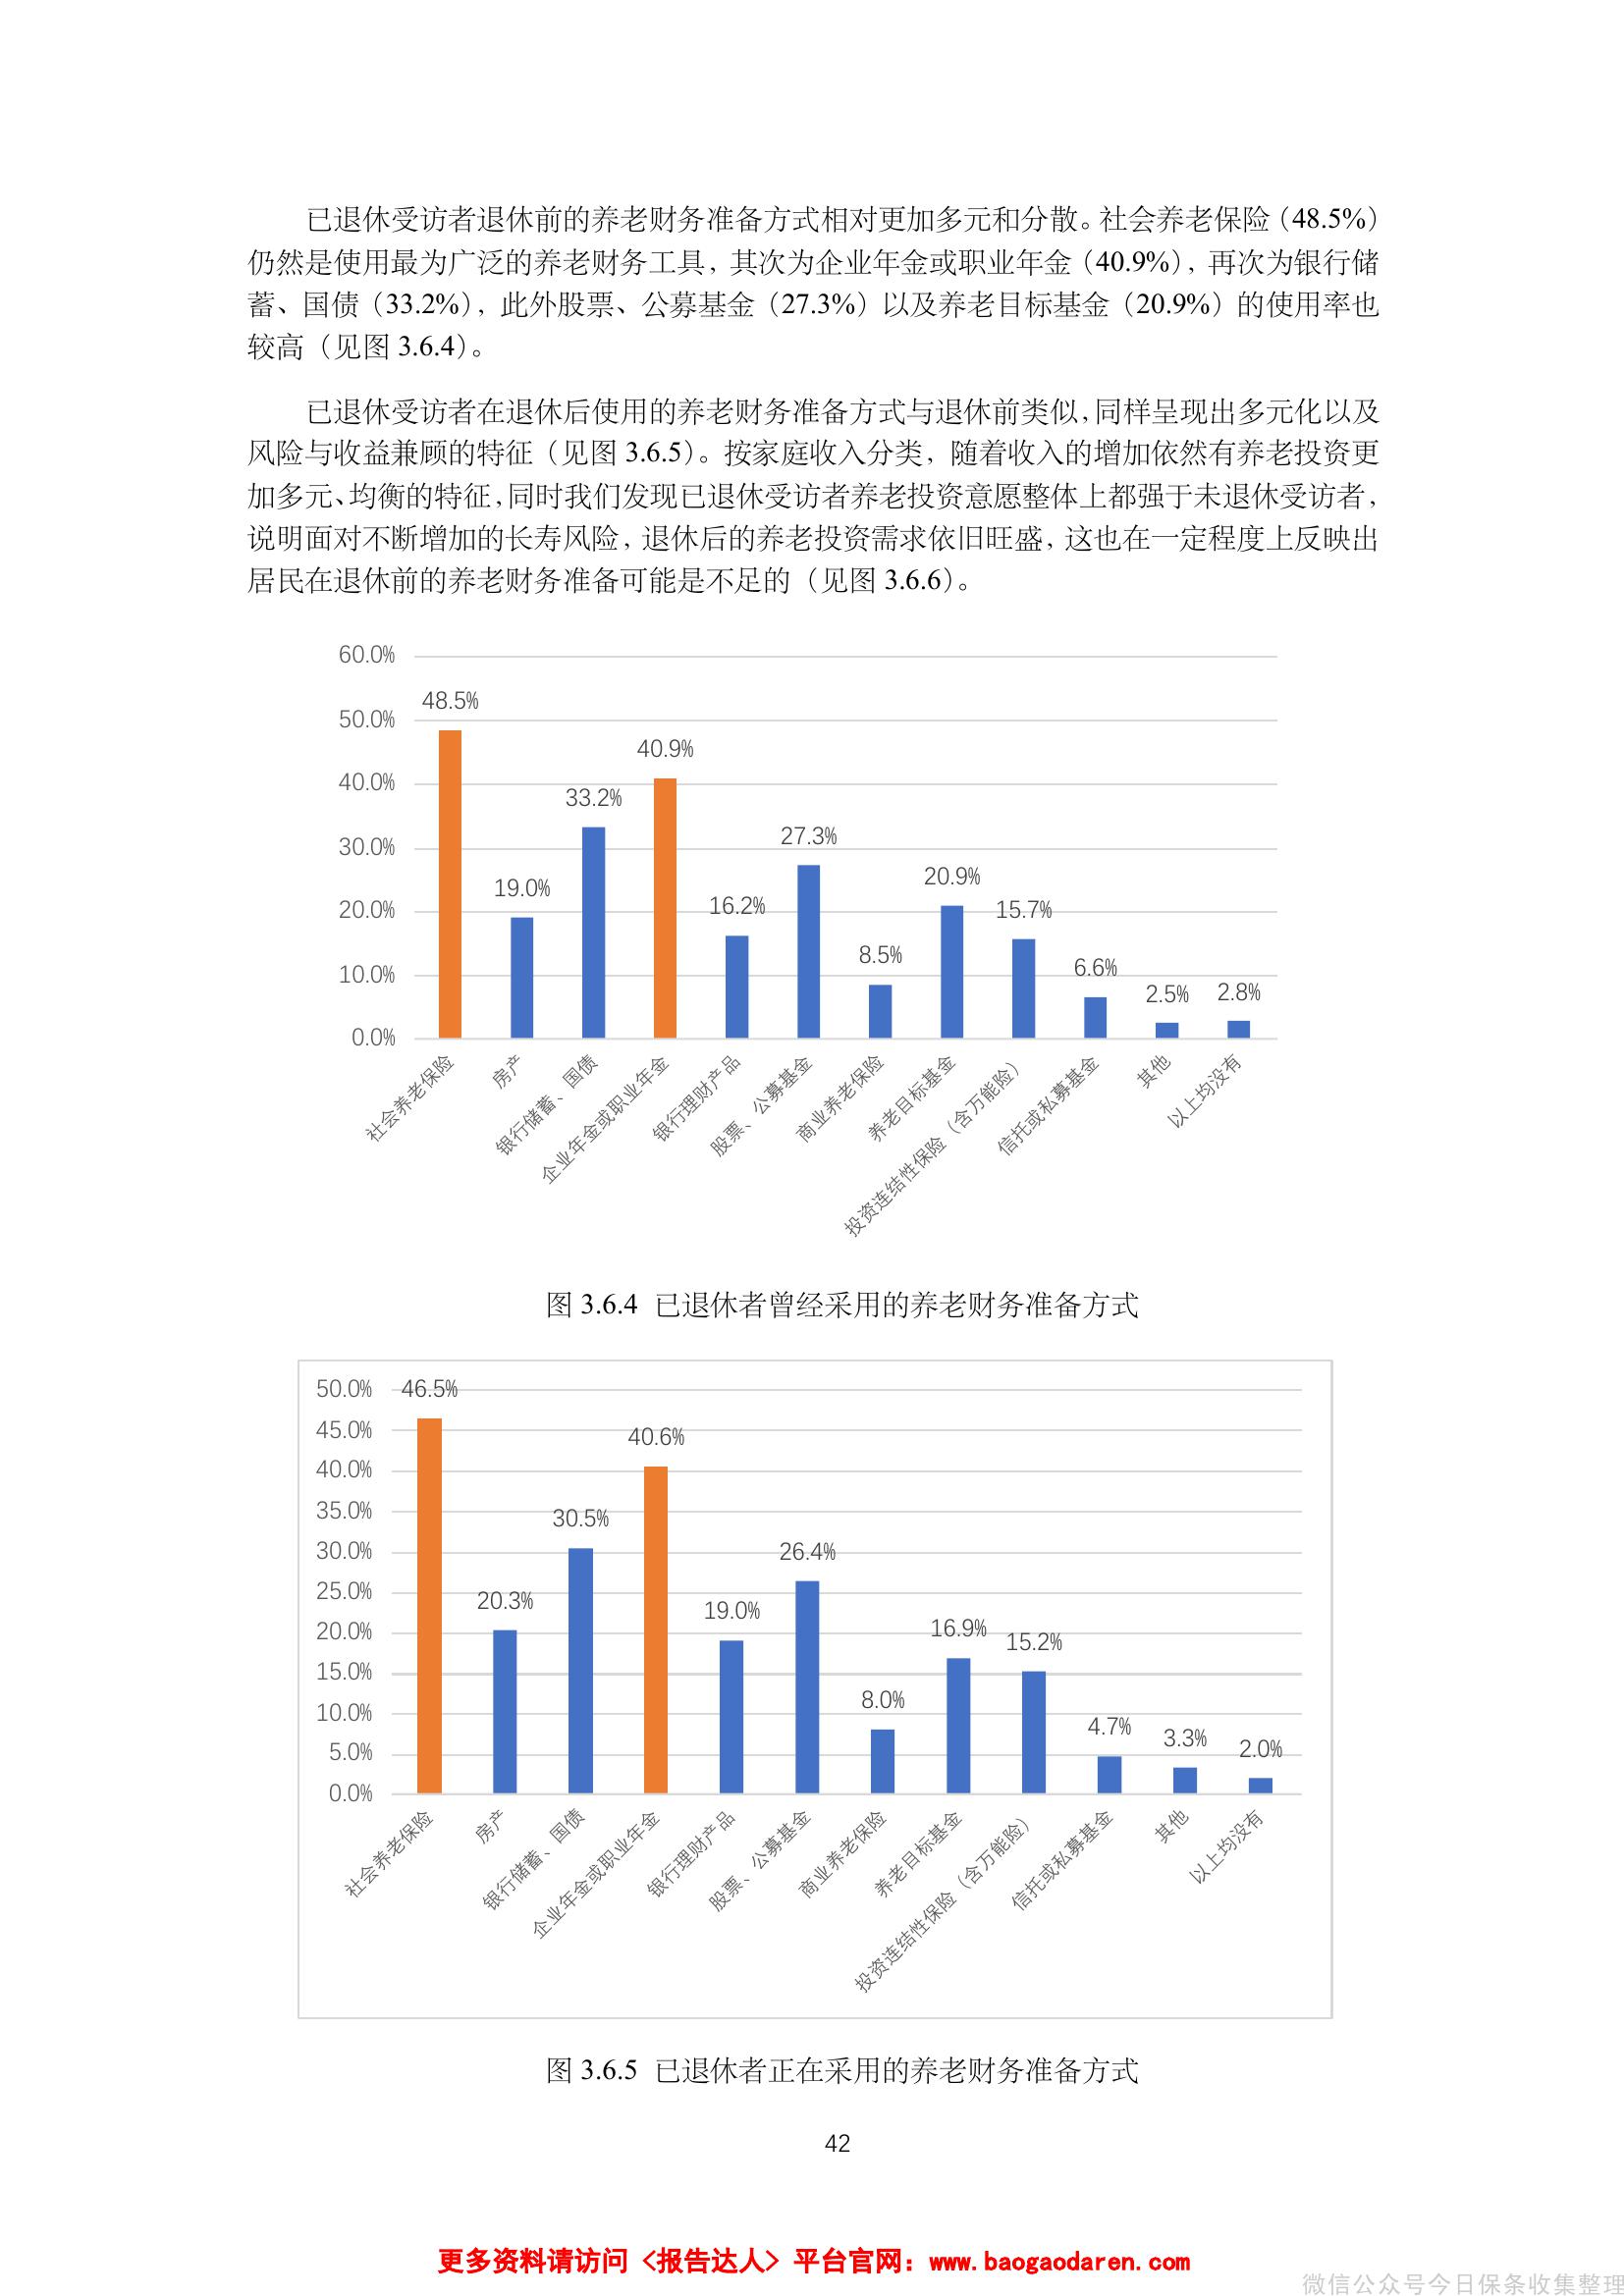 已退休受访者退休前的养老财务准备方式相对更加多元和分散。社会养老保险（48.5%）
仍然是使用最为广泛的养老财务工具，其次为企业年金或职业年金（40.9%），再次为银行储
蓄、国债（33.2%），此外股票、公募基金（27.3%）以及养老目标基金（20.9%）的使用率也
较高（见图 3.6.4）。
已退休受访者在退休后使用的养老财务准备方式与退休前类似，同样呈现出多元化以及
风险与收益兼顾的特征（见图 3.6.5）。按家庭收入分类，随着收入的增加依然有养老投资更
加多元、均衡的特征，同时我们发现已退休受访者养老投资意愿整体上都强于未退休受访者，
说明面对不断增加的长寿风险，退休后的养老投资需求依旧旺盛，这也在一定程度上反映出
居民在退休前的养老财务准备可能是不足的（见图 3.6.6）。
60.0%
50.0%
40.0%
30.0%
20.0%
10.0%
0.0%
48.5%
19.0%
33.2%
40.9%
16.2%
27.3%
8.5%
20.9%
15.7%
6.6%
2.5%
2.8%
社会养老保险
房产
银行储蓄、国债
企业年金或职业年金
银行理财产品
股票、公募基金
商业养老保险
养老目标基金
投资连结性保险（含万能险）
信托或私募基金
其他
以上均没有
图 3.6.4 已退休者曾经采用的养老财务准备方式
50.0%
45.0%
40.0%
35.0%
30.0%
25.0%
20.0%
15.0%
10.0%
5.0%
0.0%
46.5%
20.3%
30.5%
40.6%
19.0%
26.4%
8.0%
16.9%
15.2%
4.7%
3.3%
2.0%
社会养老保险
房产
银行储蓄、国债
企业年金或职业年金
银行理财产品
股票、公募基金
商业养老保险
养老目标基金
投资连结性保险（含万能险）
信托或私募基金
其他
以上均没有
图 3.6.5 已退休者正在采用的养老财务准备方式
42
更多资料请访问《报告达人》平台官网：www.baogaodaren.com
微信公众号今日保条收集整理